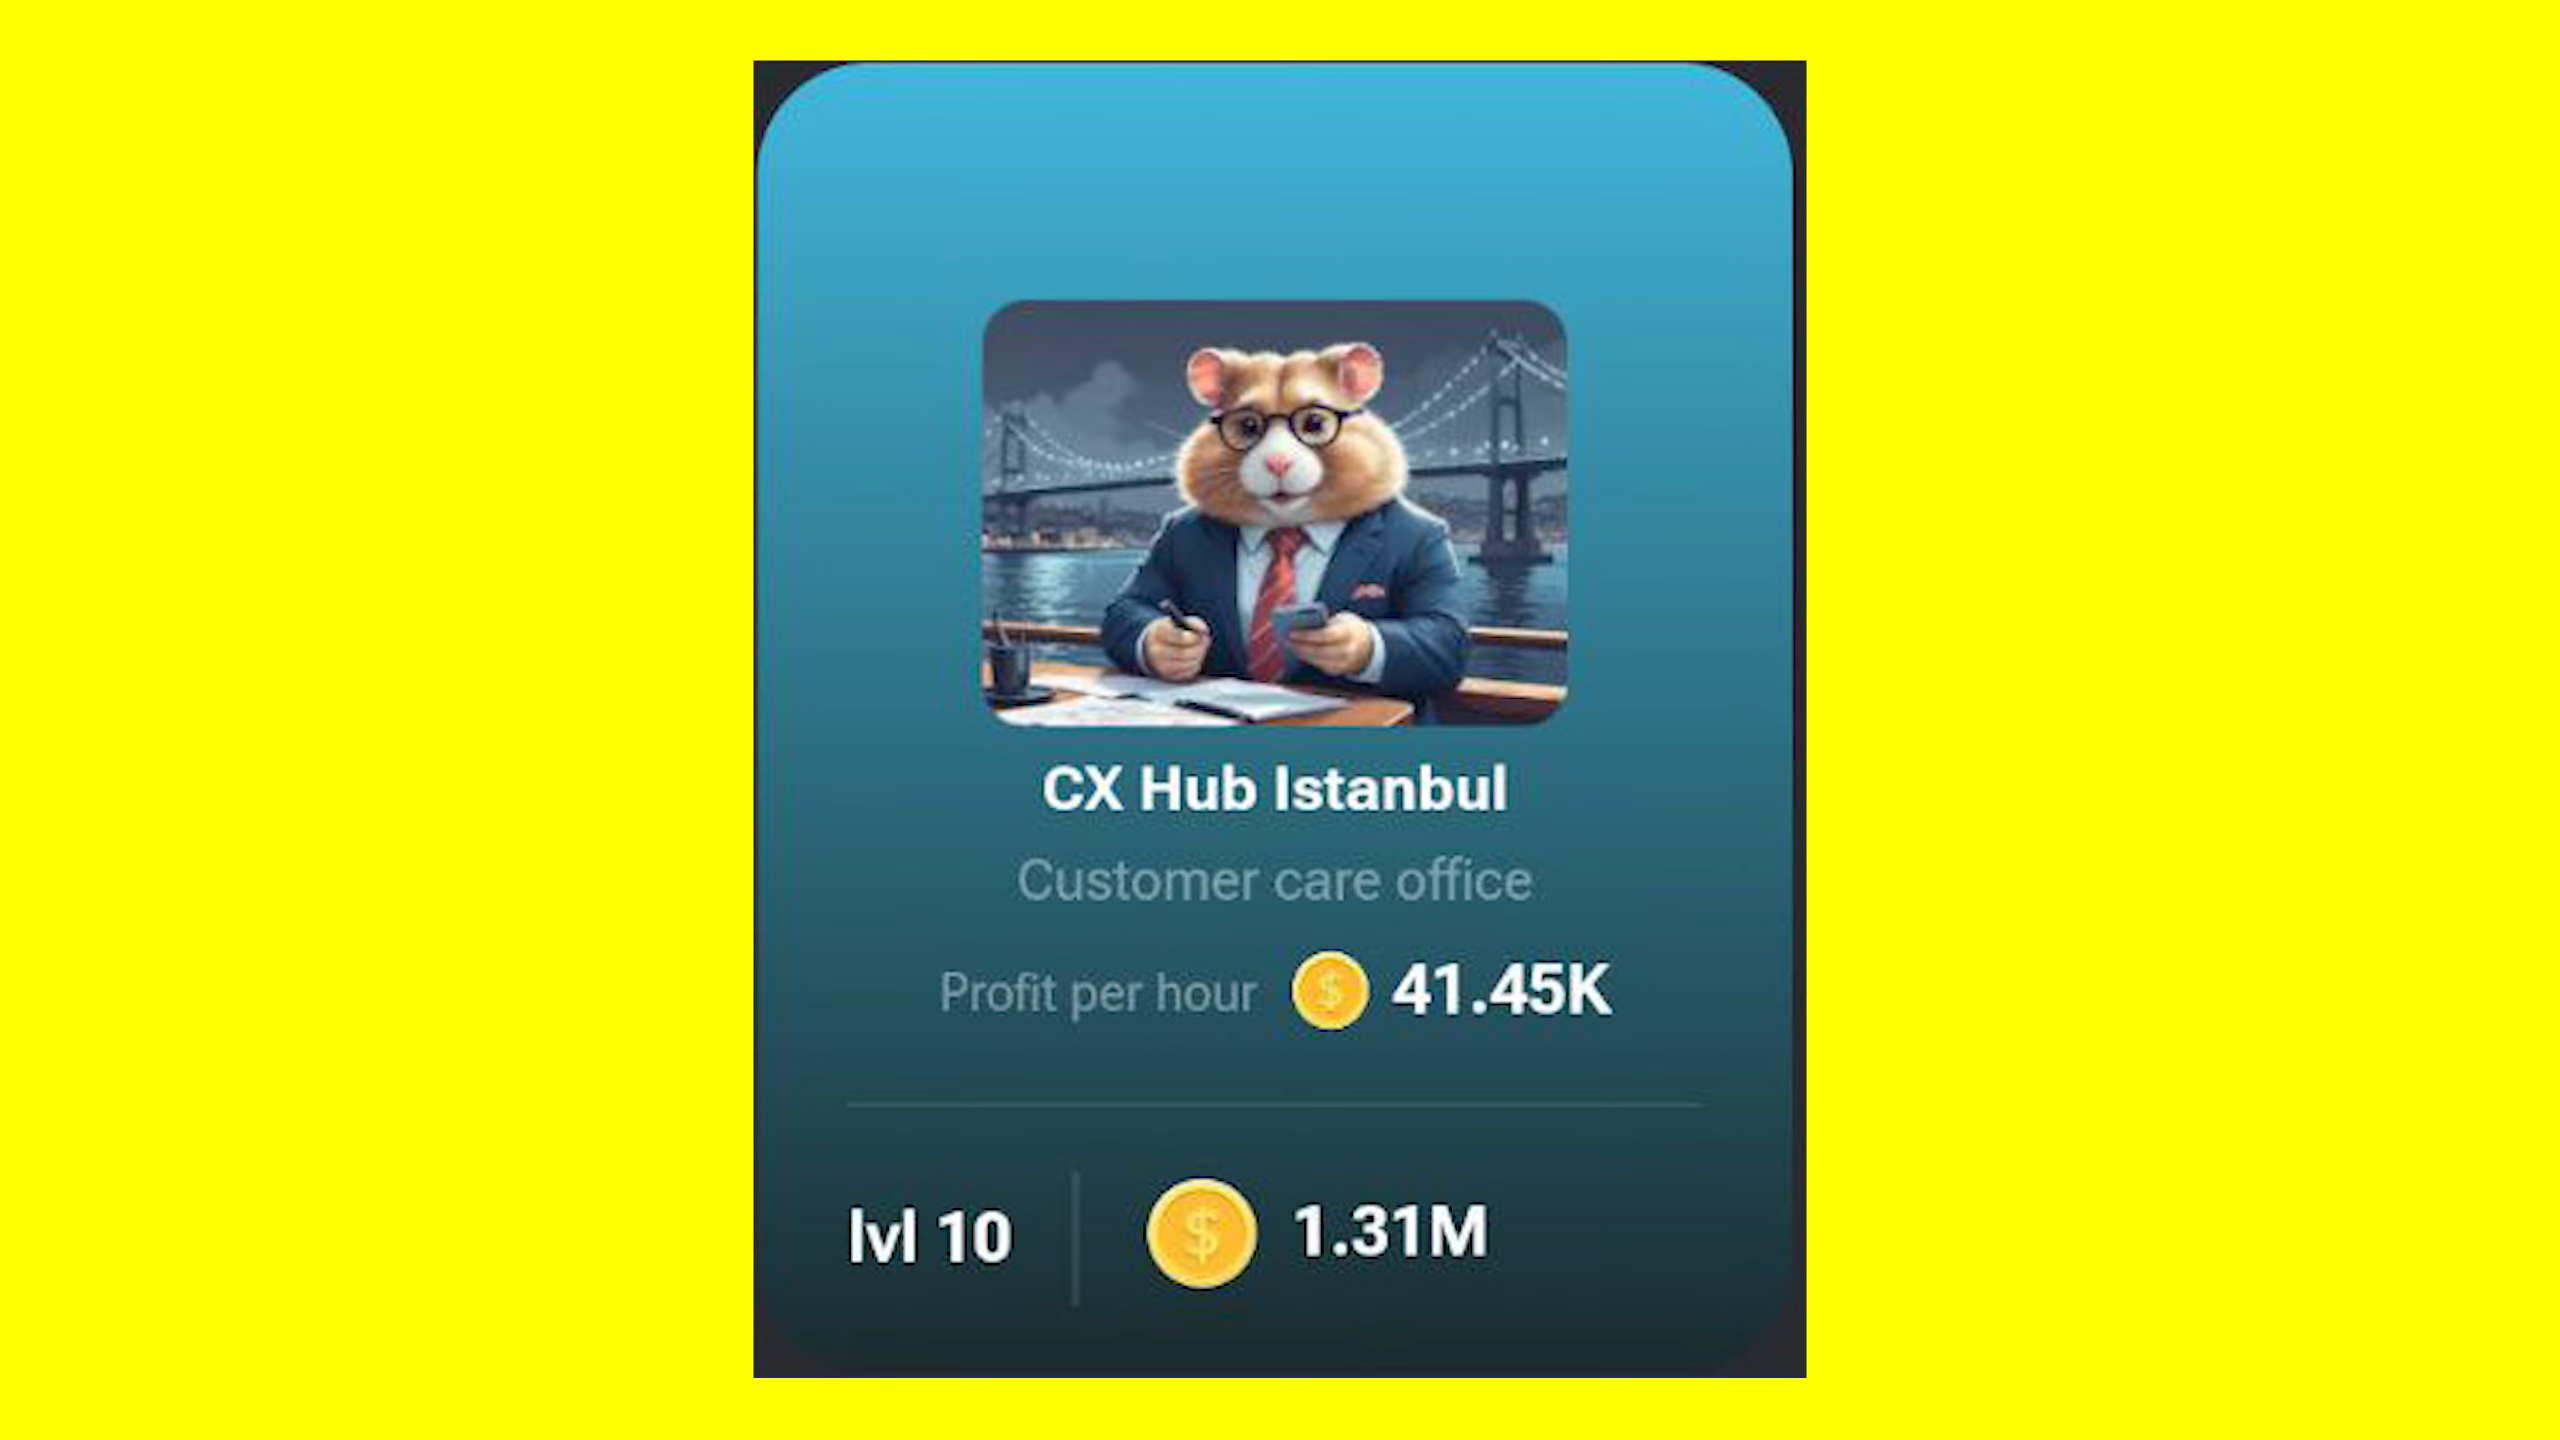 CX Hub Istanbul
Customer care office
Profit per hour $ 41.45K
lvl 10 $ 1.31M